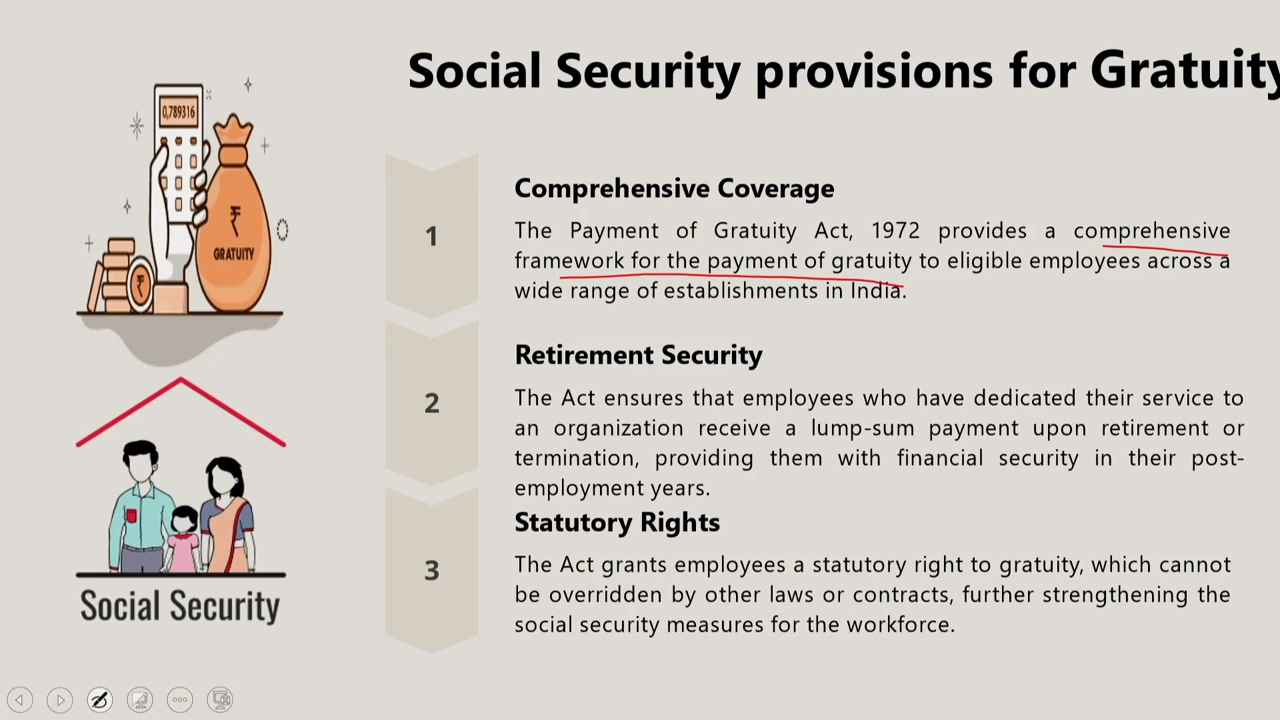 Social Security provisions for Gratuity
0,789316
₹
GRATUITY
₹
Social Security
1
Comprehensive Coverage
The Payment of Gratuity Act, 1972 provides a comprehensive
framework for the payment of gratuity to eligible employees across a
wide range of establishments in India.
2
Retirement Security
The Act ensures that employees who have dedicated their service to
an organization receive a lump-sum payment upon retirement or
termination, providing them with financial security in their post-
employment years.
3
Statutory Rights
The Act grants employees a statutory right to gratuity, which cannot
be overridden by other laws or contracts, further strengthening the
social security measures for the workforce.